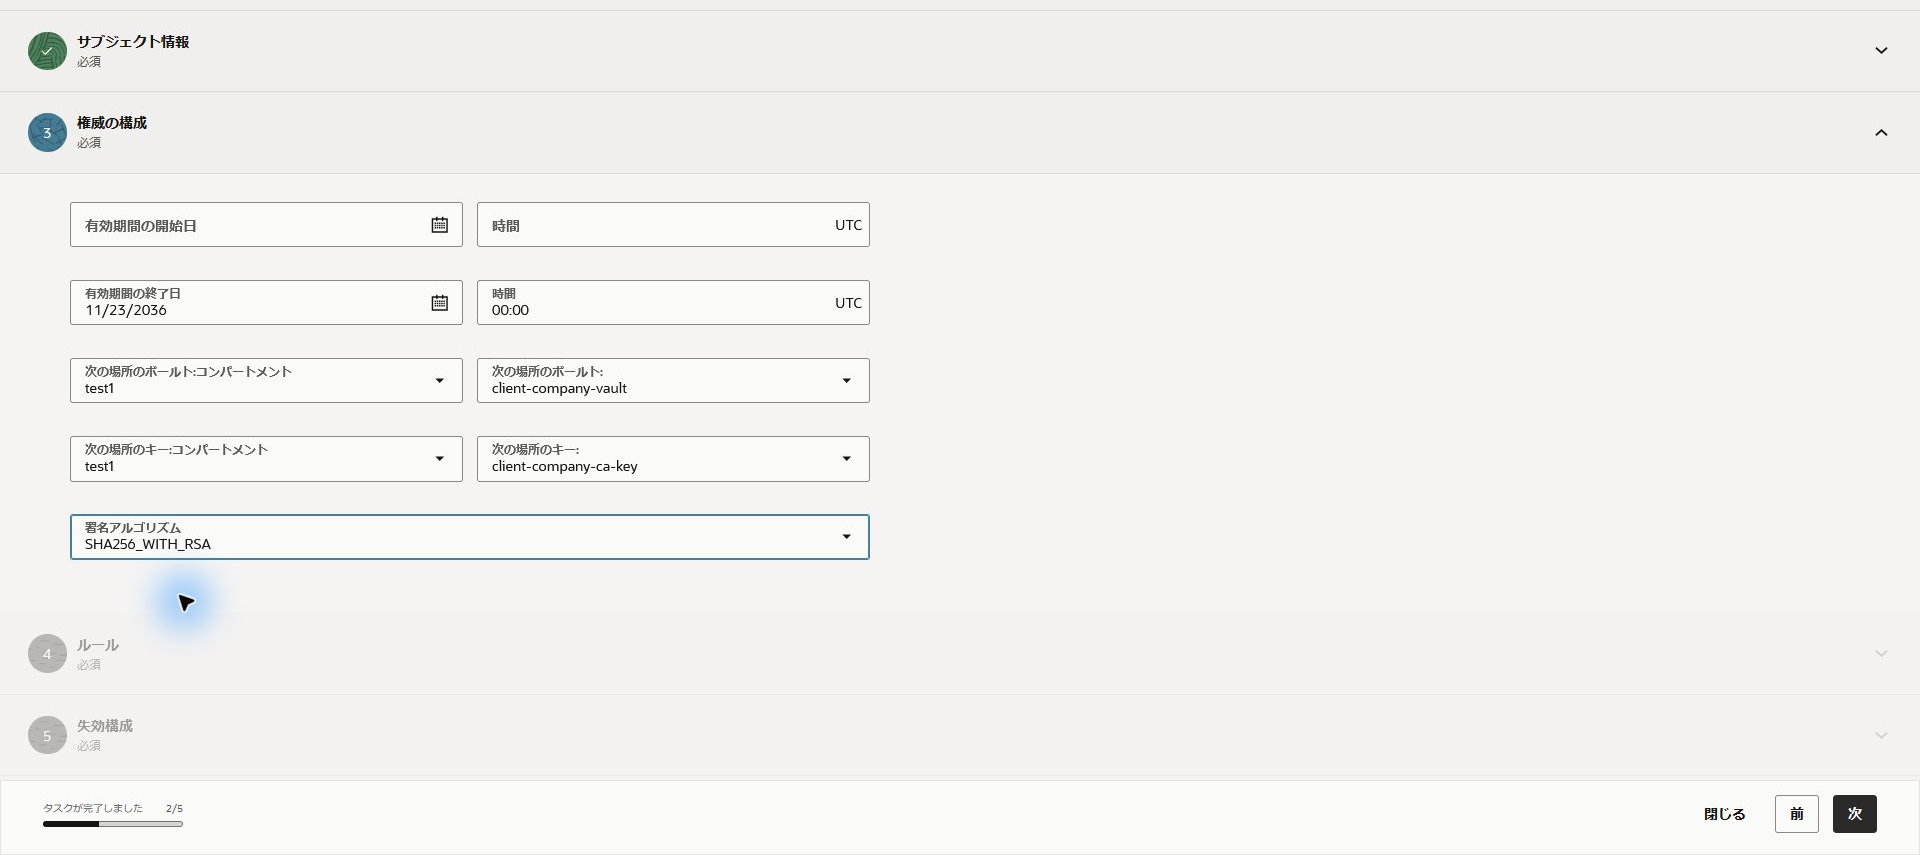 サブジェクト情報
必須
3
権威の構成
必須
有効期間の開始日
時間 UTC
有効期間の終了日
11/23/2036
時間
00:00 UTC
次の場所のボールト:コンパートメント
test1
次の場所のボールト:
client-company-vault
次の場所のキー:コンパートメント
test1
次の場所のキー:
client-company-ca-key
署名アルゴリズム
SHA256_WITH_RSA
4
ルール
必須
5
失効構成
必須
タスクが完了しました 2/5
閉じる 前 次